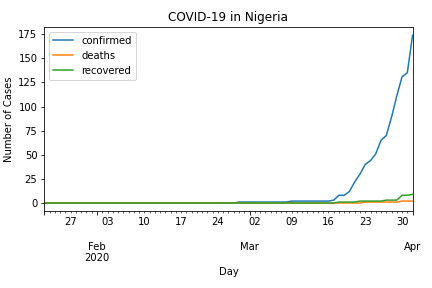 COVID-19 in Nigeria
confirmed
deaths
recovered
Number of Cases
175
150
125
100
75
50
25
0
27 03 10 17 24 02 09 16 23 30
Feb Mar Apr
2020
Day